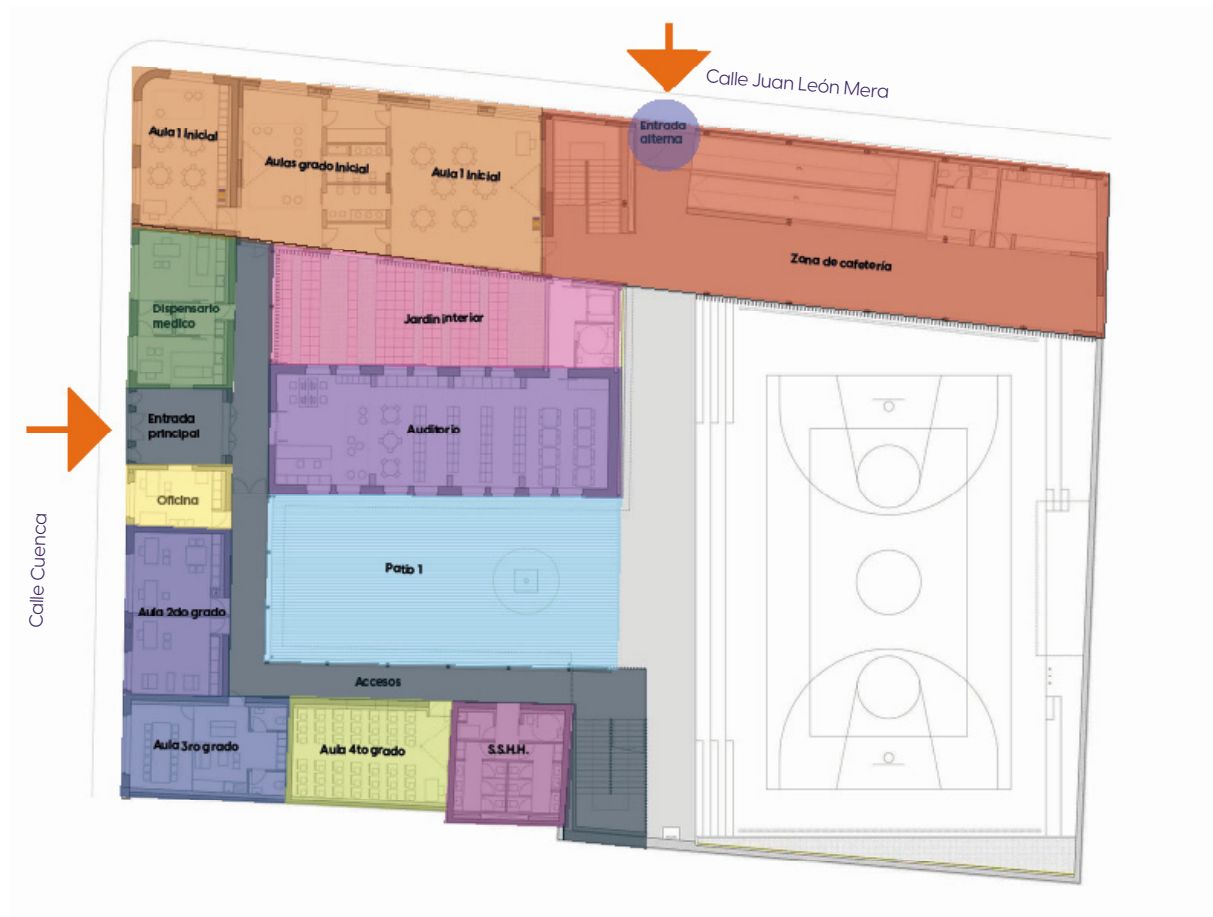 Calle Juan León Mera
Entrada
alterna
Aula 1 Inicial
Aulas grado Inicial
Aula 1 Inicial
Zona de cafetería
Dispensario
medico
Jardin interior
Entrada
principal
Auditorio
Oficina
Calle Cuenca
Patio 1
Aula 2do grado
Accesos
Aula 3ro grado
Aula 4to grado
S.S.H.H.